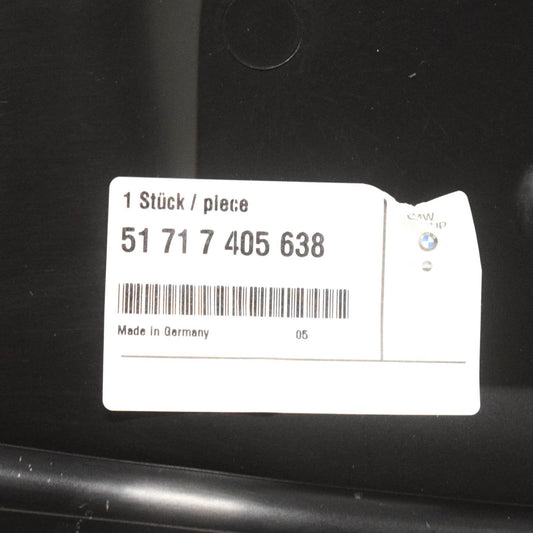 1 Stück / piece
51 71 7 405 638
Made in Germany 05